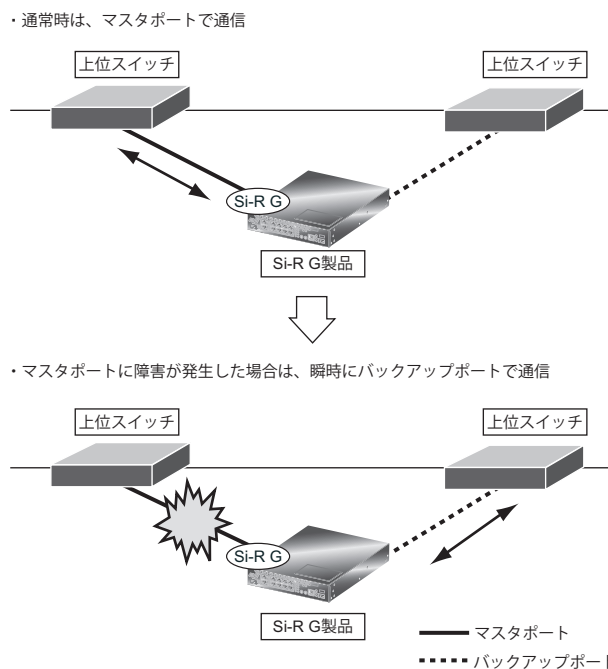 ・通常時は、マスタポートで通信
上位スイッチ
上位スイッチ
Si-R G
Si-R G製品
・マスタポートに障害が発生した場合は、瞬時にバックアップポートで通信
上位スイッチ
上位スイッチ
Si-R G
Si-R G製品
マスタポート
バックアップポート